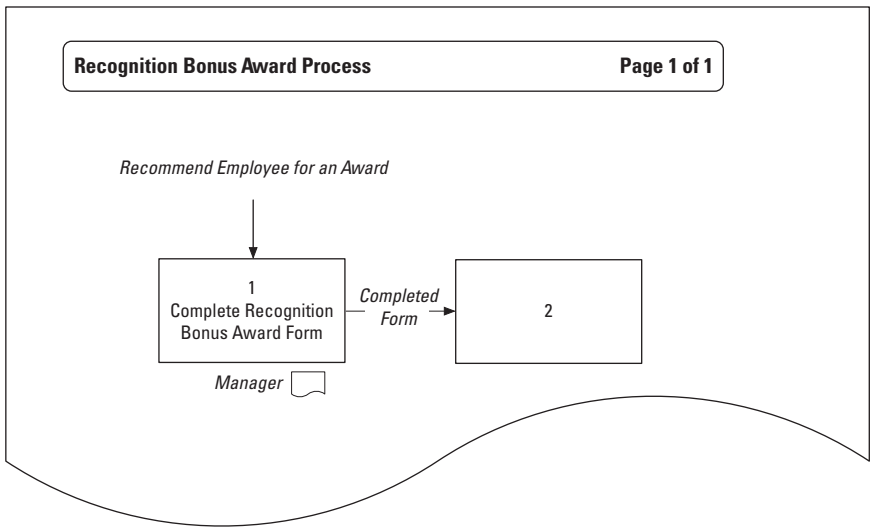 Recognition Bonus Award Process Page 1 of 1
Recommend Employee for an Award
1
Complete Recognition
Bonus Award Form
Completed
Form
2
Manager